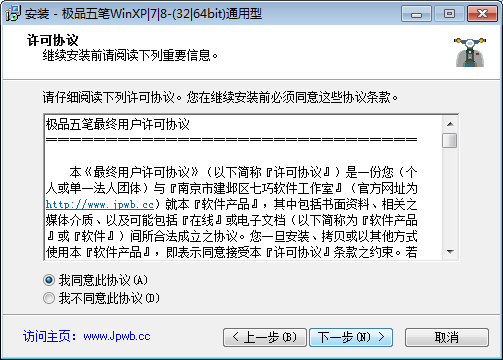 安装 - 极品五笔WinXP|7|8-(32|64bit)通用型
许可协议
继续安装前请阅读下列重要信息。
请仔细阅读下列许可协议。您在继续安装前必须同意这些协议条款。
极品五笔最终用户许可协议
===================================
本《最终用户许可协议》（以下简称『许可协议』）是一份您（个
人或单一法人团体）与『南京市建邺区七巧软件工作室』（官方网址为
http://www.jpwb.cc）就本『软件产品』，其中包括书面资料、相关之
媒体介质、以及可能包括『在线』或电子文档（以下简称为『软件产品
』或『软件』）间所合法成立之协议。您一旦安装、拷贝或以其他方式
使用本『软件产品』，即表示同意接受本『许可协议』条款之约束。若
我同意此协议(A)
我不同意此协议(D)
访问主页：www.Jpwb.cc
< 上一步(B)
下一步(N) >
取消